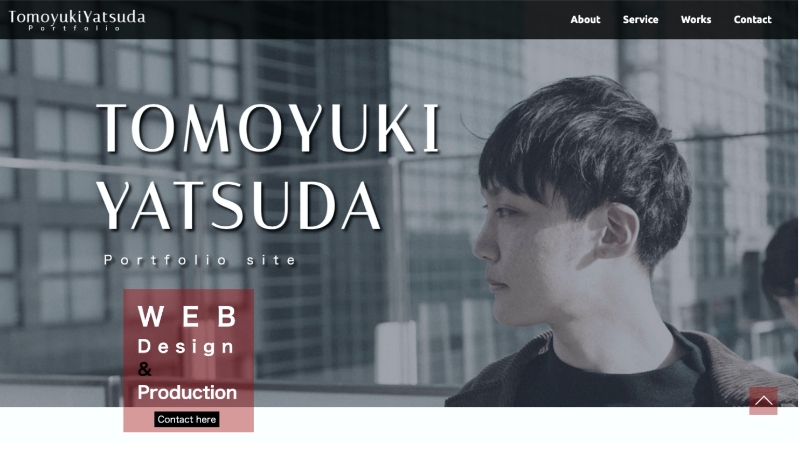 TomoyukiYatsuda
Portfolio
About Service Works Contact
TOMOYUKI
YATSUDA
Portfolio site
WEB
Design
&
Production
Contact here